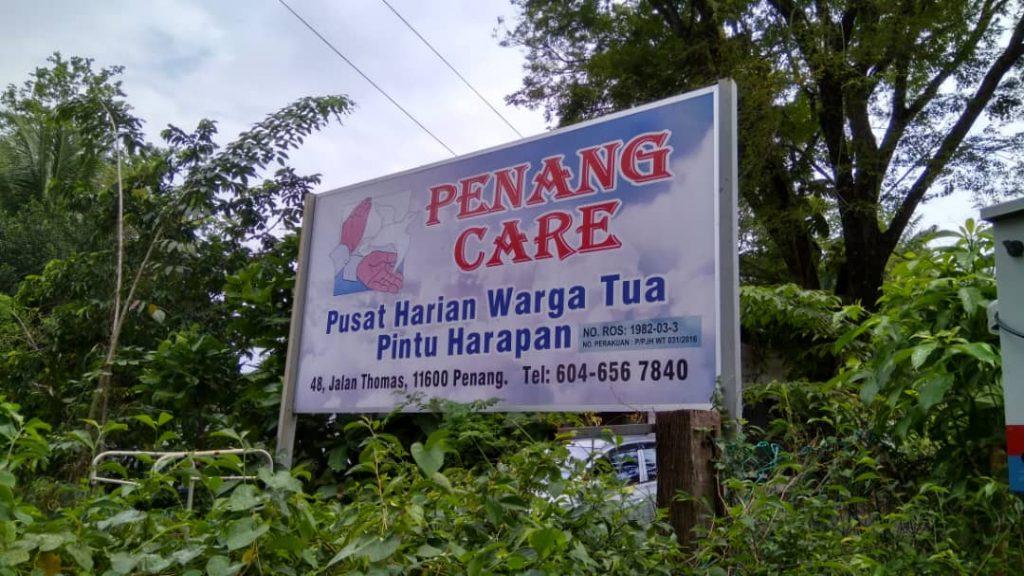 PENANG
CARE
Pusat Harian Warga Tua
Pintu Harapan
NO. ROS: 1982-03-3
NO. PERAKUAN : P/PJH WT 031/2016
48, Jalan Thomas, 11600 Penang. Tel: 604-656 7840